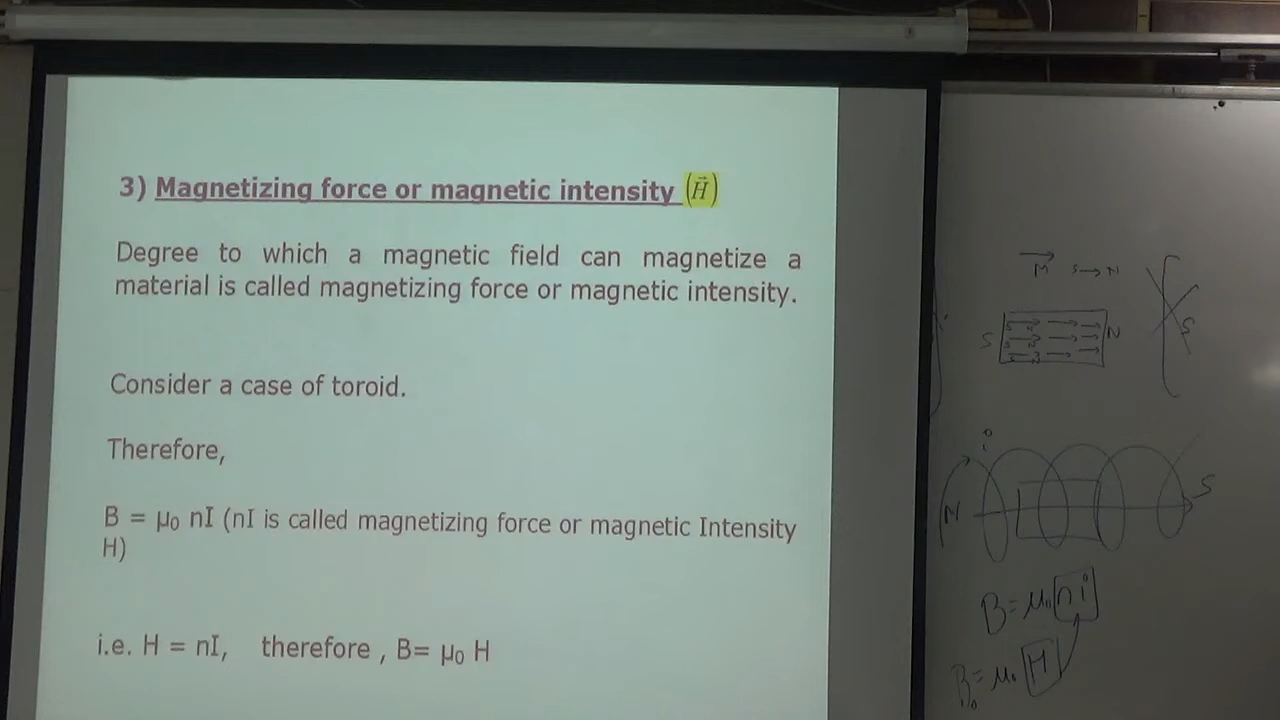 3) Magnetizing force or magnetic intensity (H⃗)
Degree to which a magnetic field can magnetize a
material is called magnetizing force or magnetic intensity.
Consider a case of toroid.
Therefore,
B = μ₀ nI (nI is called magnetizing force or magnetic Intensity
H)
i.e. H = nI, therefore , B= μ₀ H
M⃗ S→N
S N
i
N S
B = μ₀ n i
B₀ = μ₀ H